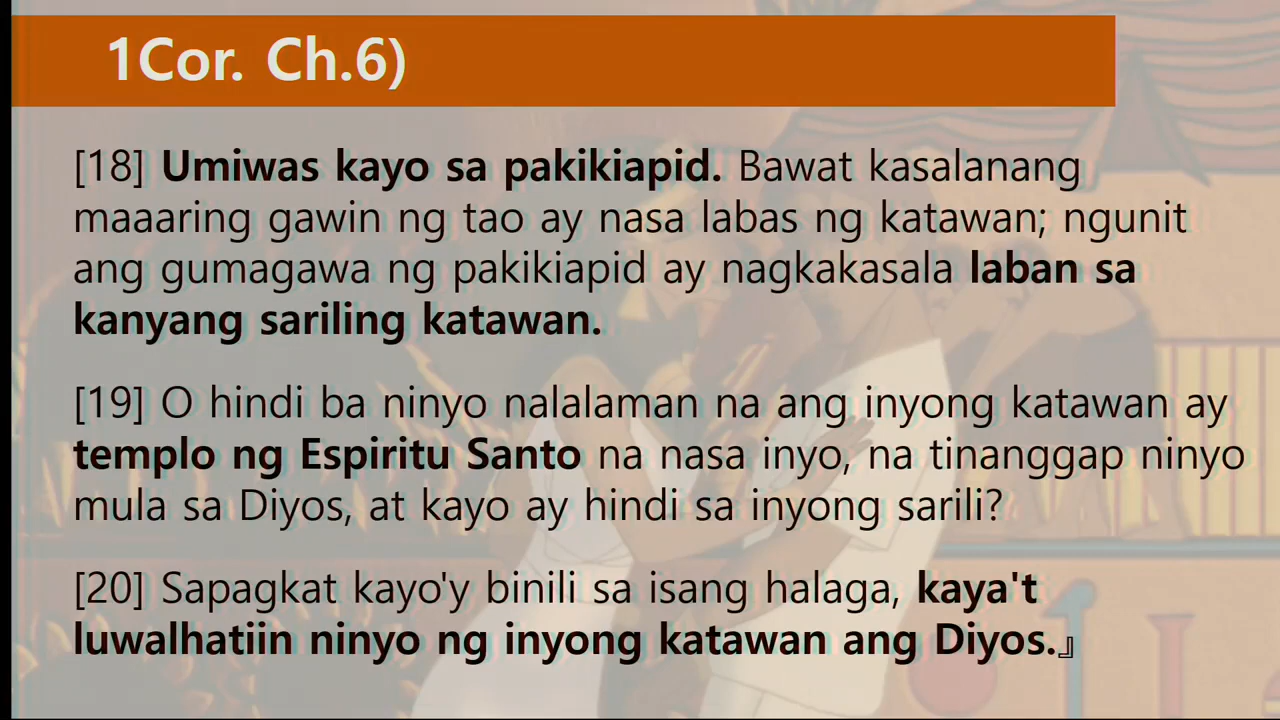 1Cor. Ch.6)
[18] Umiwas kayo sa pakikiapid. Bawat kasalanang
maaaring gawin ng tao ay nasa labas ng katawan; ngunit
ang gumagawa ng pakikiapid ay nagkakasala laban sa
kanyang sariling katawan.
[19] O hindi ba ninyo nalalaman na ang inyong katawan ay
templo ng Espiritu Santo na nasa inyo, na tinanggap ninyo
mula sa Diyos, at kayo ay hindi sa inyong sarili?
[20] Sapagkat kayo'y binili sa isang halaga, kaya't
luwalhatiin ninyo ng inyong katawan ang Diyos.』